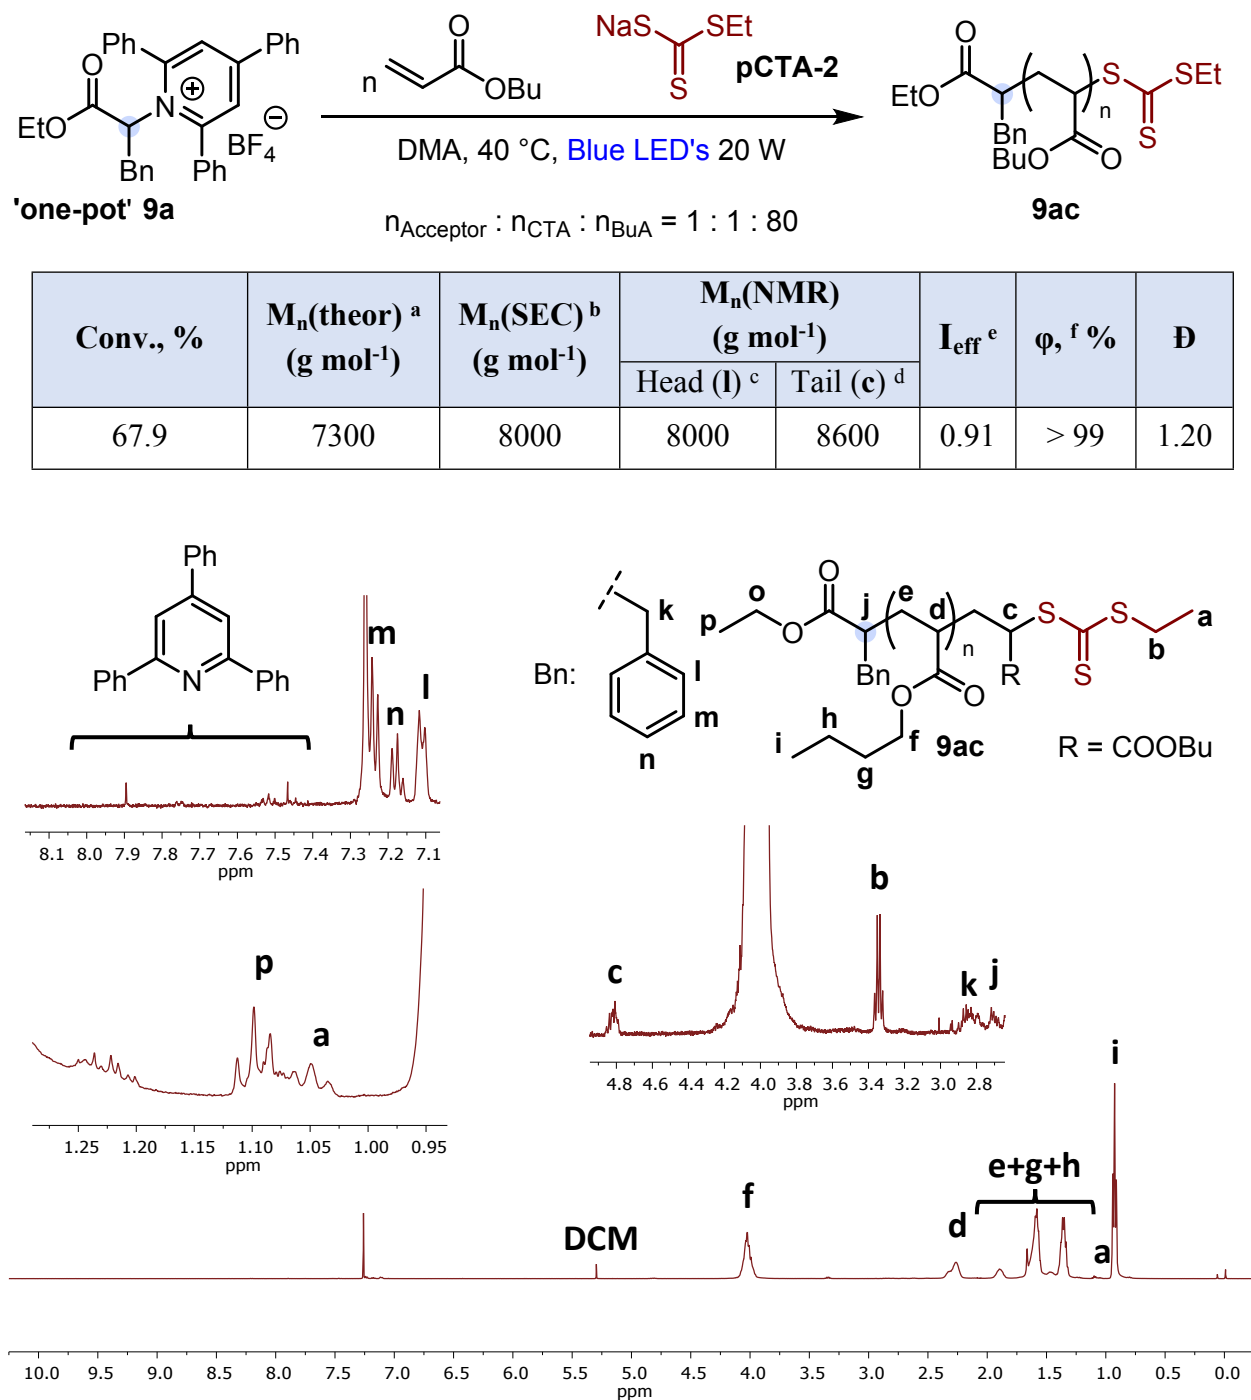 Ph Ph NaS SEt
O n O OBu S pCTA-2 O S SEt
N + EtO n
EtO BF4 − Bn S
Bn Ph DMA, 40 °C, Blue LED's 20 W BuO O
'one-pot' 9a 9ac
nAcceptor : nCTA : nBuA = 1 : 1 : 80
Conv., % Mn(theor) a (g mol-1) Mn(SEC) b (g mol-1) Mn(NMR) (g mol-1) Ieff e φ, f % Đ
Head (l) c Tail (c) d
67.9 7300 8000 8000 8600 0.91 > 99 1.20
Ph
Ph N Ph
m
n
l
8.1 8.0 7.9 7.8 7.7 7.6 7.5 7.4 7.3 7.2 7.1
ppm
Bn:
k
l
m
n
O
o j e d c S S a
p O n b
Bn O R S
O
h f
i g 9ac R = COOBu
p
a
1.25 1.20 1.15 1.10 1.05 1.00 0.95
ppm
c b k j
4.8 4.6 4.4 4.2 4.0 3.8 3.6 3.4 3.2 3.0 2.8
ppm
i
e+g+h
f
d
DCM a
10.0 9.5 9.0 8.5 8.0 7.5 7.0 6.5 6.0 5.5 5.0 4.5 4.0 3.5 3.0 2.5 2.0 1.5 1.0 0.5 0.0
ppm